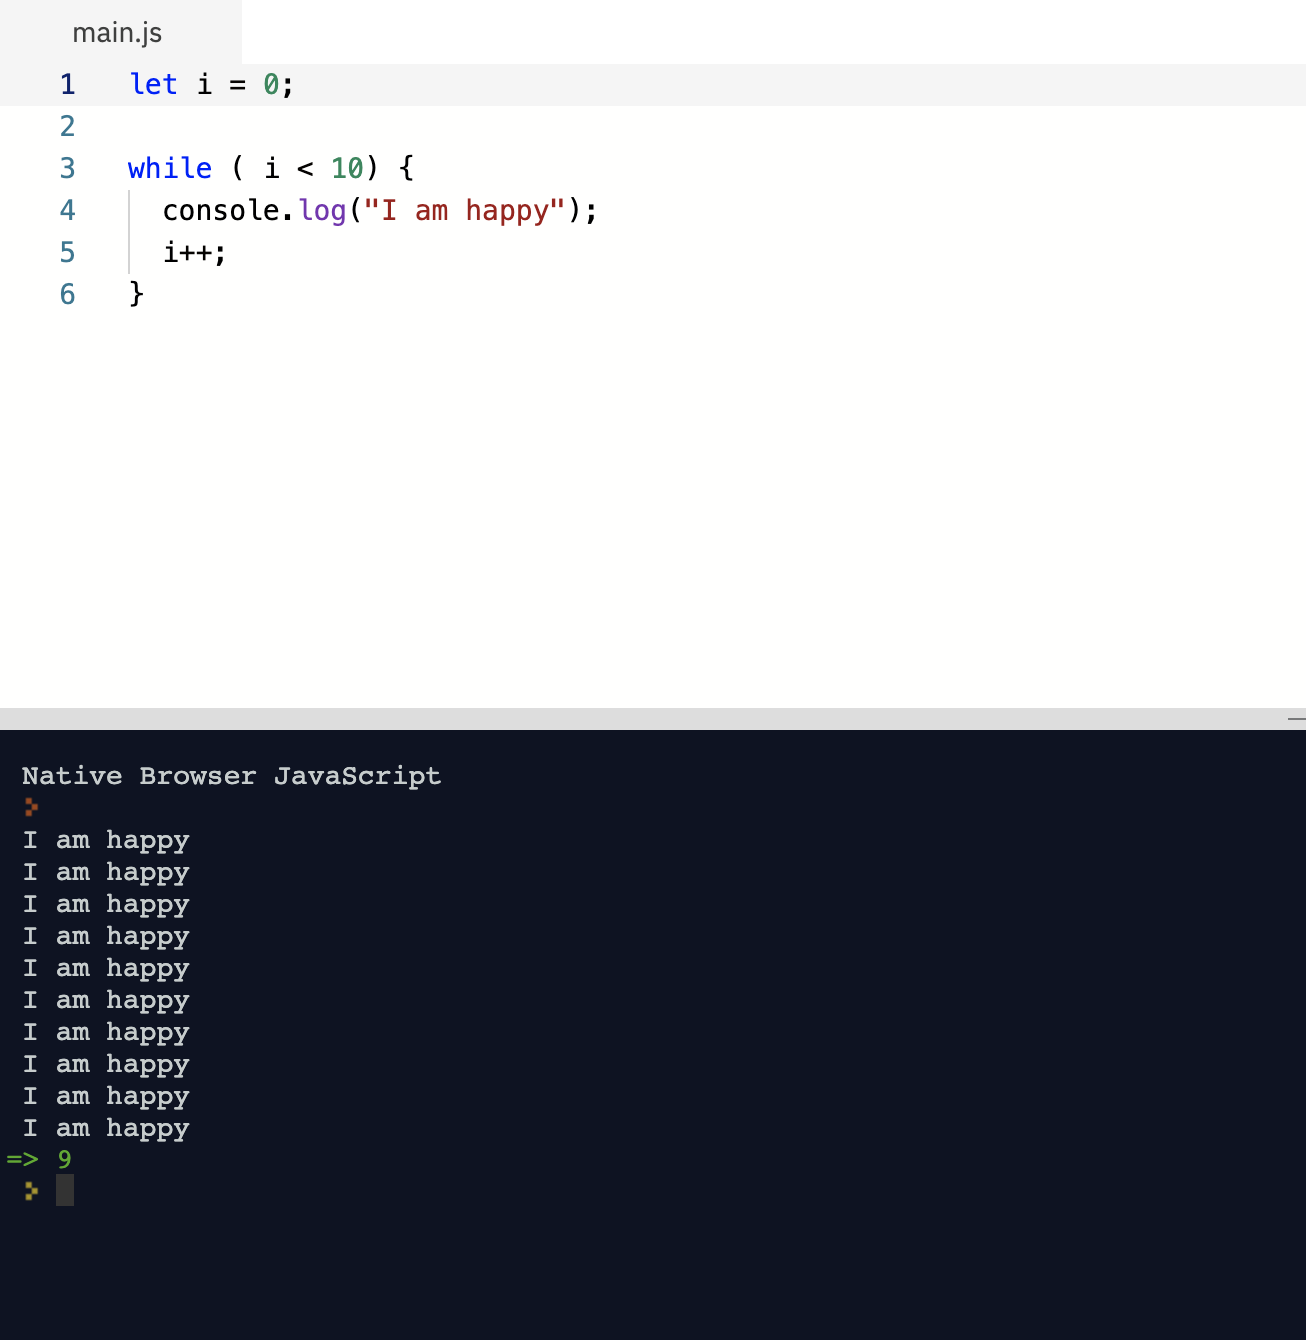 main.js
1 let i = 0;
2
3 while ( i < 10) {
4 console.log("I am happy");
5 i++;
6 }
Native Browser JavaScript
I am happy
I am happy
I am happy
I am happy
I am happy
I am happy
I am happy
I am happy
I am happy
I am happy
=> 9